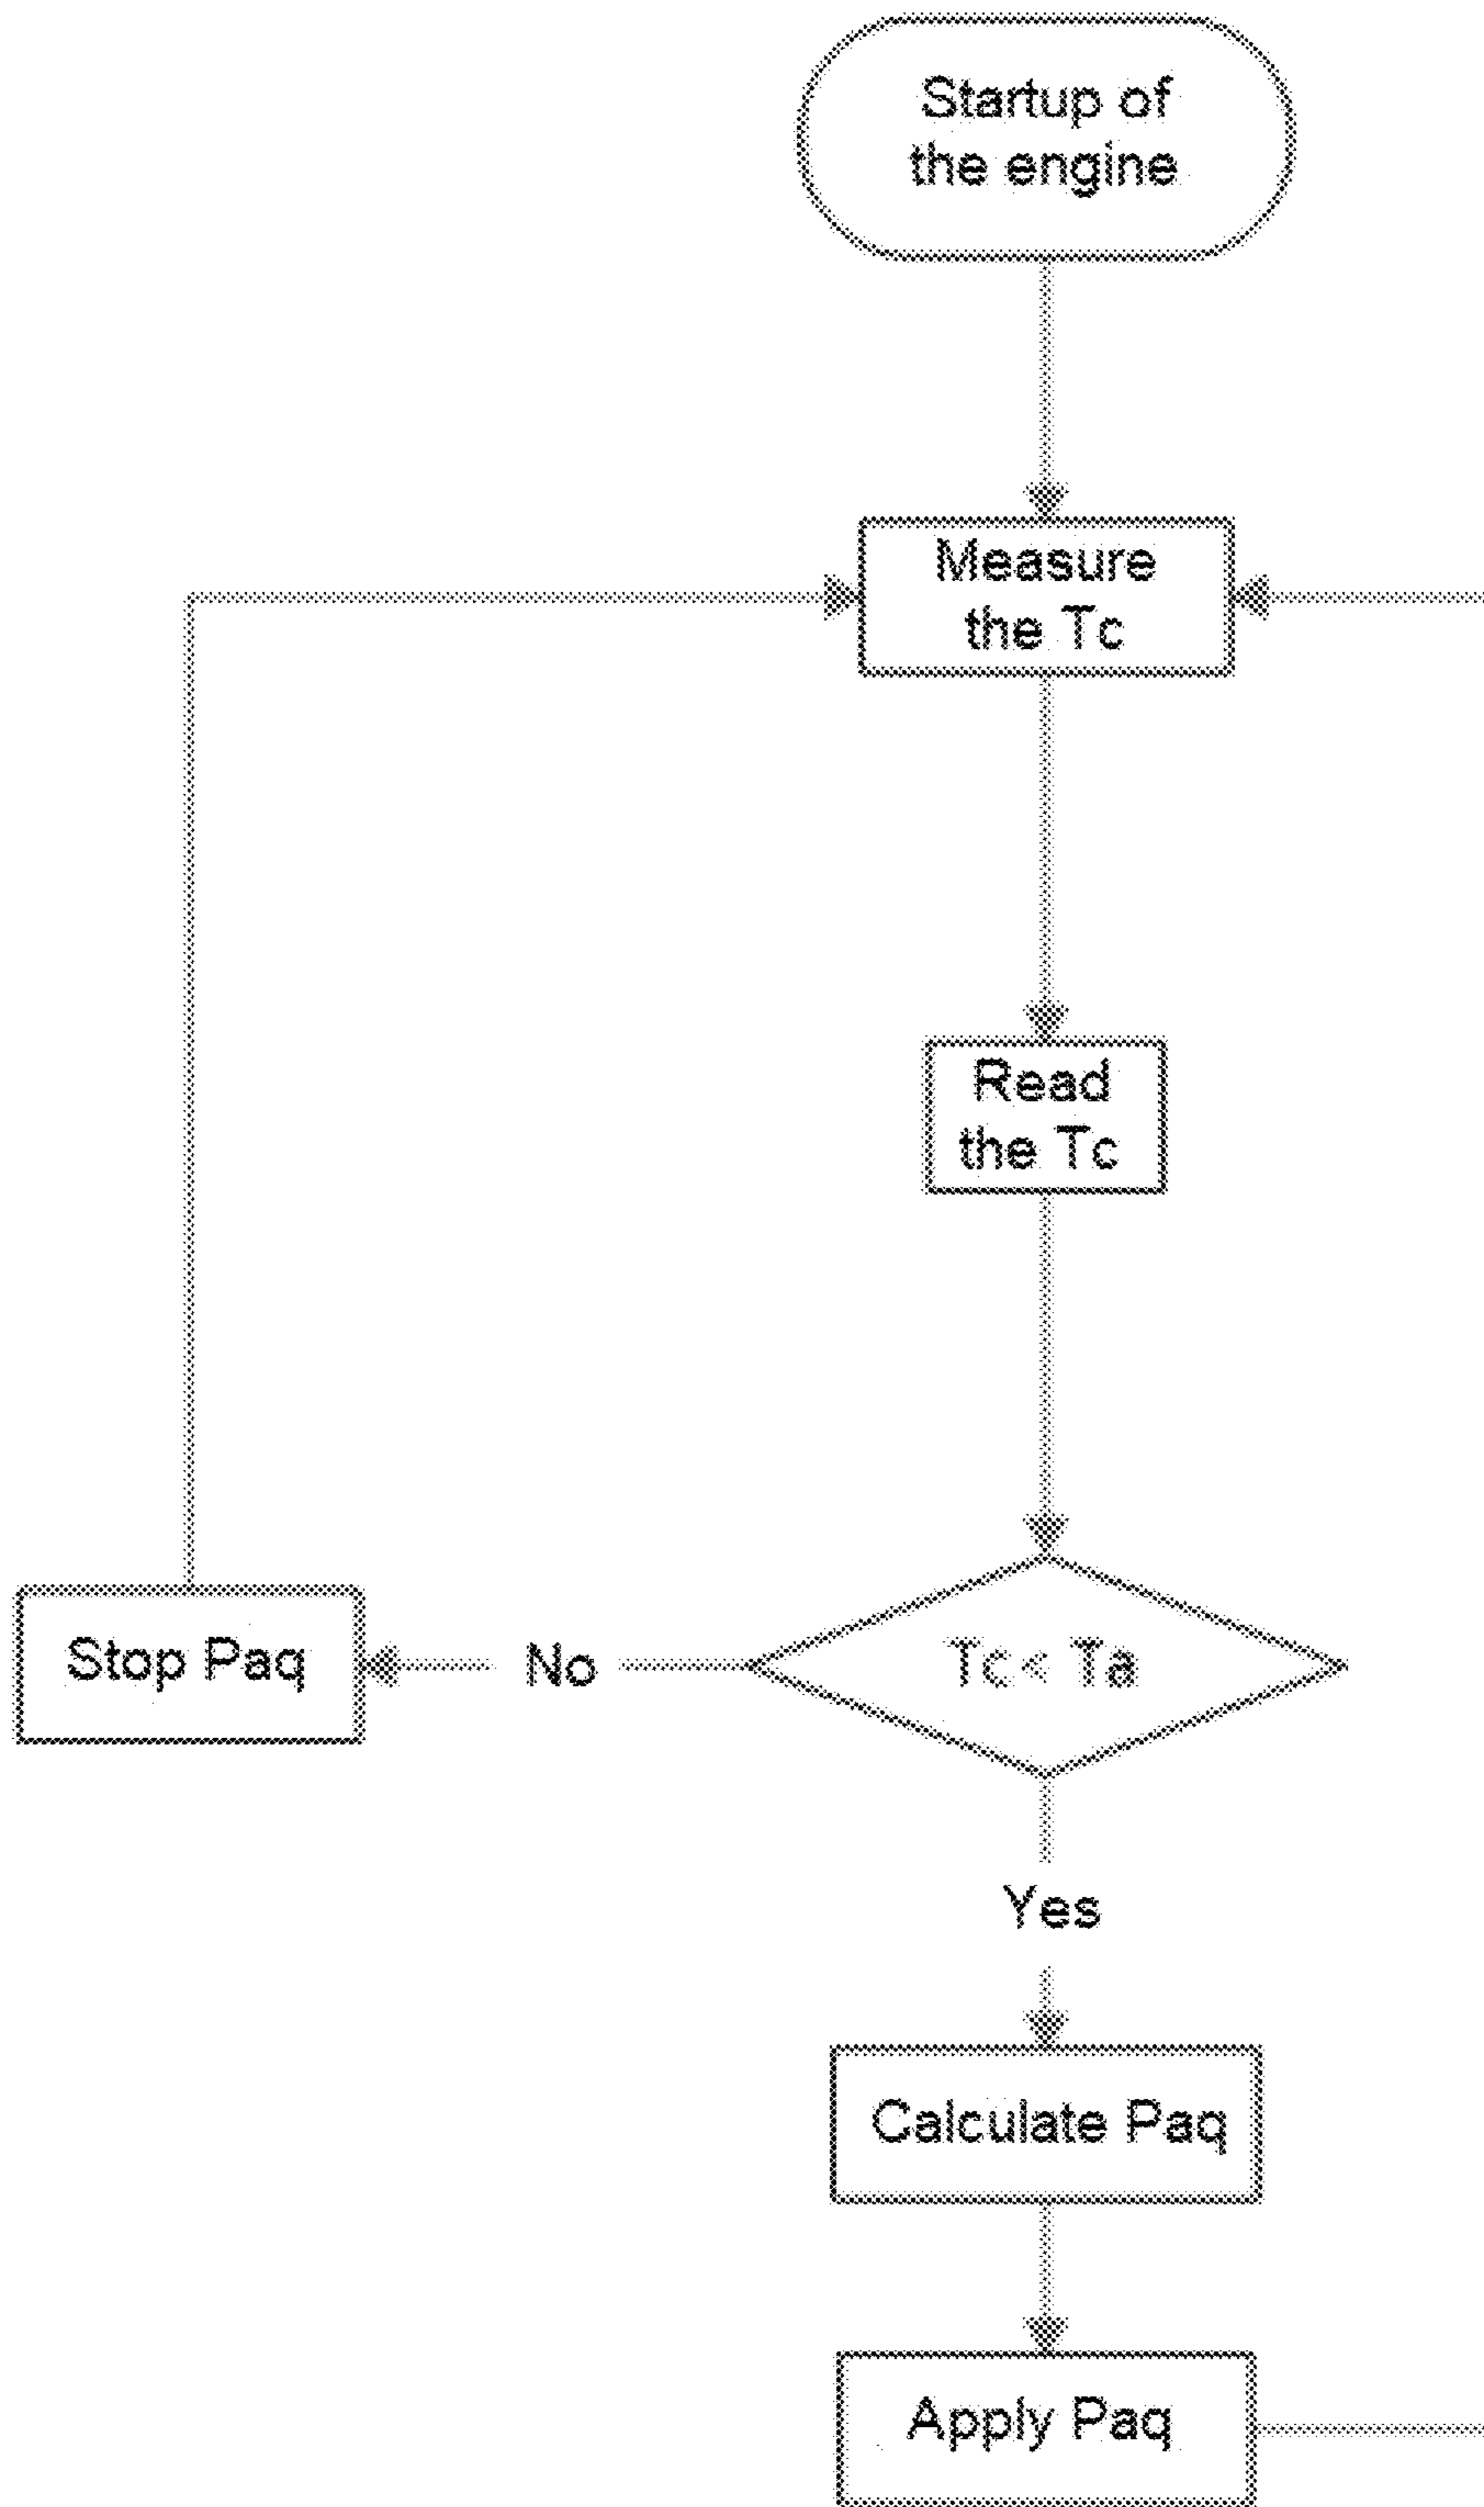 Startup of
the engine
Measure
the Tc
Read
the Tc
Tc < Ta
No
Stop Paq
Yes
Calculate Paq
Apply Paq